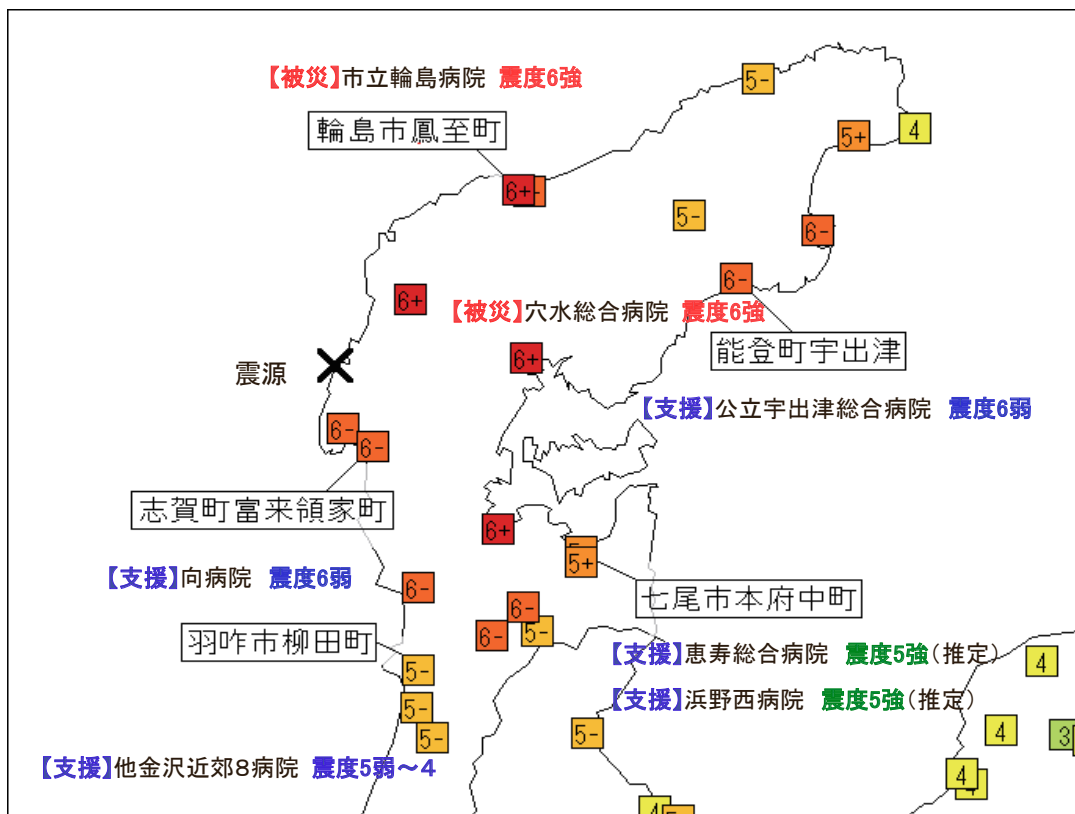 5-
【被災】市立輪島病院 震度6強
輪島市鳳至町
5+
4
6+
5-
6-
6-
6+
【被災】穴水総合病院 震度6強
能登町宇出津
6+
震源
【支援】公立宇出津総合病院 震度6弱
6-
6-
志賀町富来領家町
6+
5+
【支援】向病院 震度6弱
6-
七尾市本府中町
6-
6-
5-
羽咋市柳田町
【支援】恵寿総合病院 震度5強(推定)
4
5-
【支援】浜野西病院 震度5強(推定)
5-
5-
5-
4
3
【支援】他金沢近郊8病院 震度5弱~4
4
4
4
5-